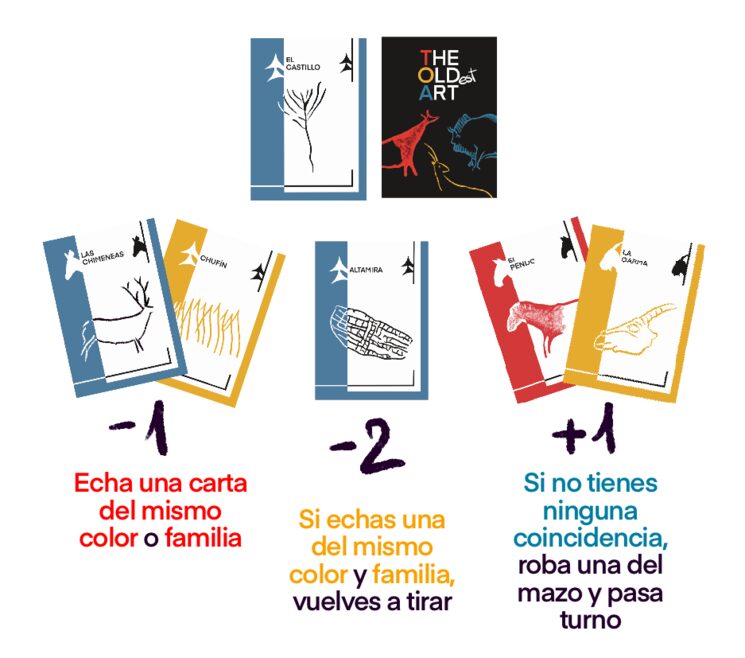 EL
CASTILLO
THE
OLDest
ART
LAS
CHIMENEAS
CHUFÍN
ALTAMIRA
EL
PENDO
LA
GARMA
-1
Echa una carta
del mismo
color o familia
-2
Si echas una
del mismo
color y familia,
vuelves a tirar
+1
Si no tienes
ninguna
coincidencia,
roba una del
mazo y pasa
turno